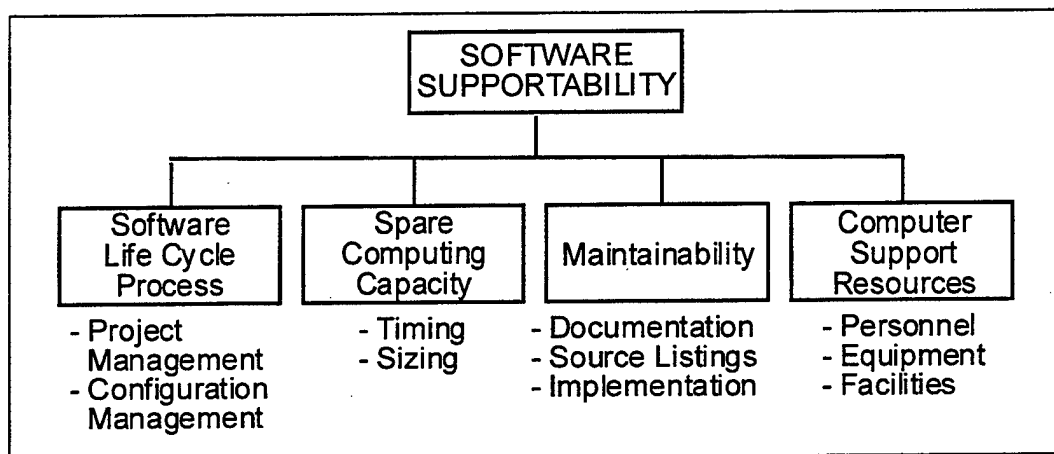 SOFTWARE
SUPPORTABILITY
Software
Life Cycle
Process
- Project
Management
- Configuration
Management
Spare
Computing
Capacity
- Timing
- Sizing
Maintainability
- Documentation
- Source Listings
- Implementation
Computer
Support
Resources
- Personnel
- Equipment
- Facilities